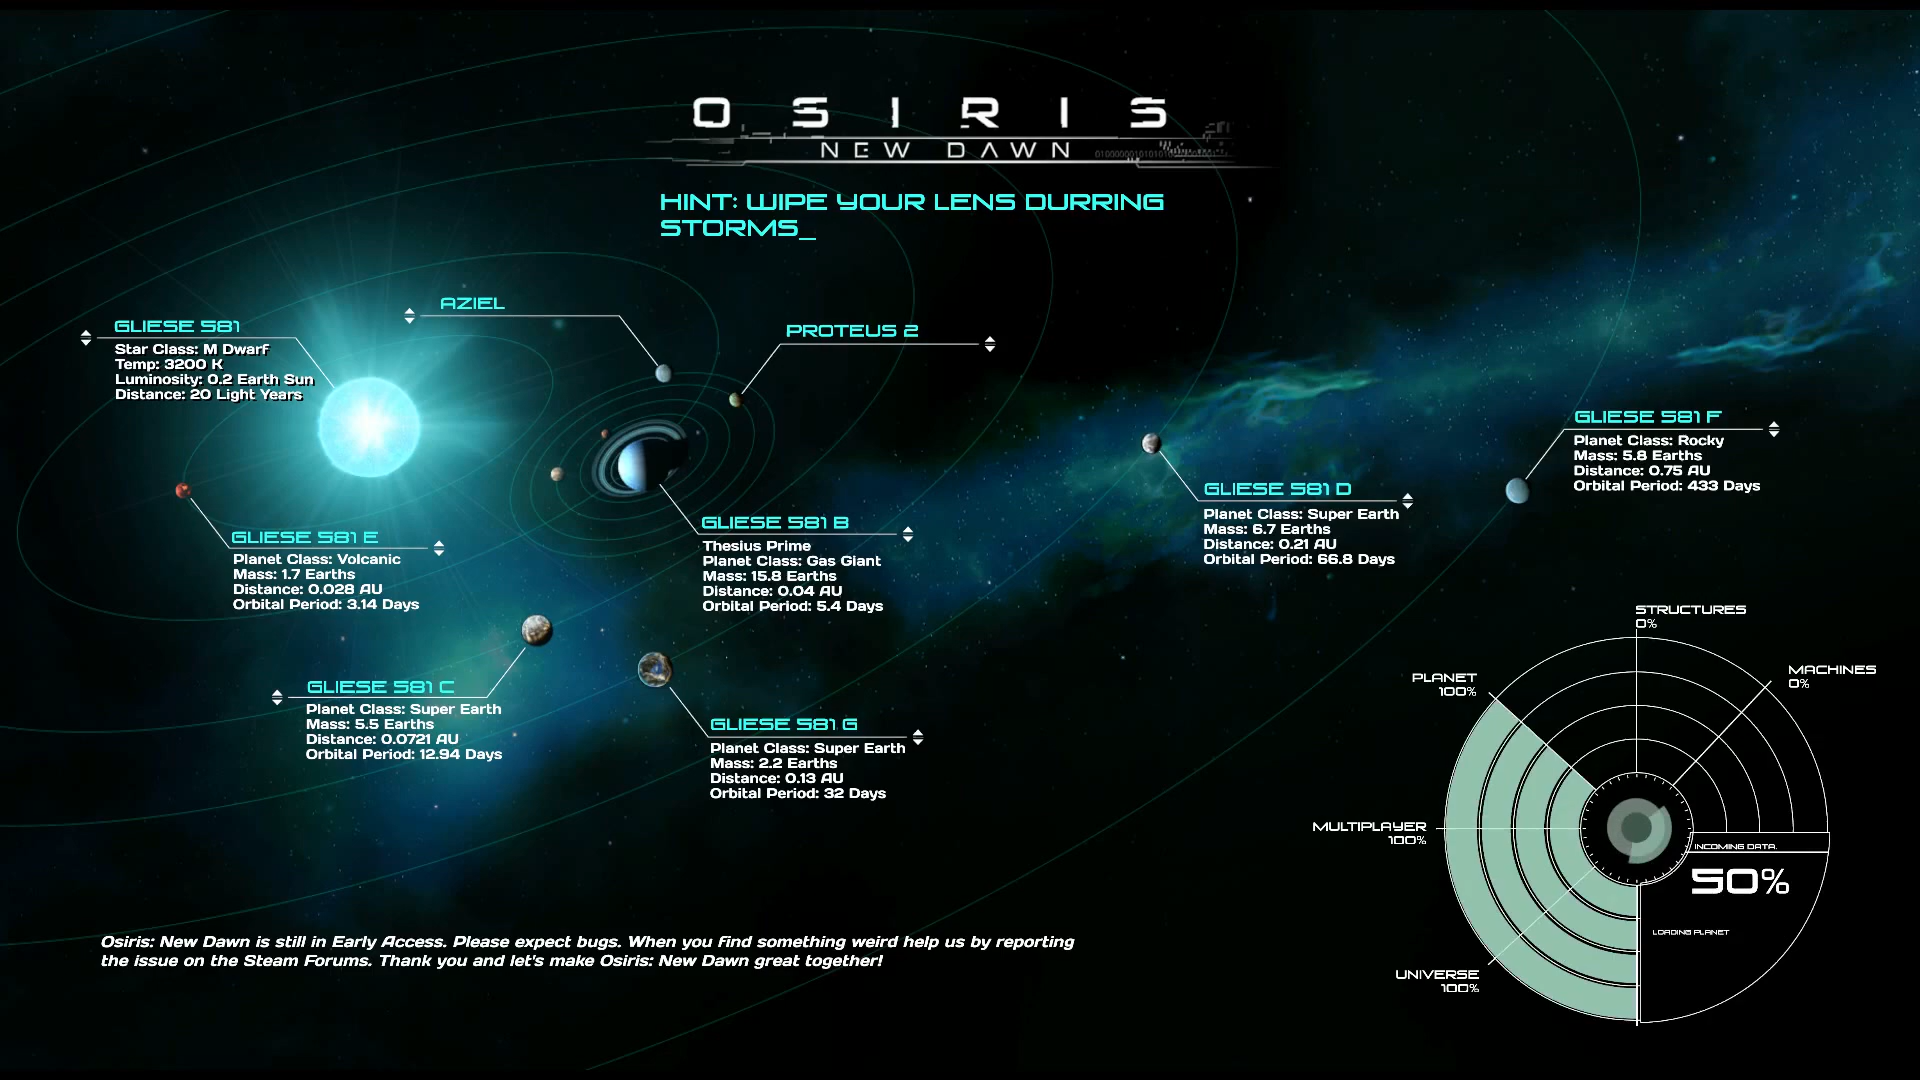 OSIRIS
NEW DAWN
HINT: WIPE YOUR LENS DURRING
STORMS_
AZIEL
GLIESE 581
Star Class: M Dwarf
Temp: 3200 K
Luminosity: 0.2 Earth Sun
Distance: 20 Light Years
PROTEUS 2
GLIESE 581 F
Planet Class: Rocky
Mass: 5.8 Earths
Distance: 0.75 AU
Orbital Period: 433 Days
GLIESE 581 D
Planet Class: Super Earth
Mass: 6.7 Earths
Distance: 0.21 AU
Orbital Period: 66.8 Days
GLIESE 581 E
Planet Class: Volcanic
Mass: 1.7 Earths
Distance: 0.028 AU
Orbital Period: 3.14 Days
GLIESE 581 B
Thesius Prime
Planet Class: Gas Giant
Mass: 15.8 Earths
Distance: 0.04 AU
Orbital Period: 5.4 Days
GLIESE 581 C
Planet Class: Super Earth
Mass: 5.5 Earths
Distance: 0.0721 AU
Orbital Period: 12.94 Days
GLIESE 581 G
Planet Class: Super Earth
Mass: 2.2 Earths
Distance: 0.13 AU
Orbital Period: 32 Days
STRUCTURES
0%
MACHINES
0%
PLANET
100%
MULTIPLAYER
100%
UNIVERSE
100%
INCOMING DATA.
50%
LOADING PLANET
Osiris: New Dawn is still in Early Access. Please expect bugs. When you find something weird help us by reporting
the issue on the Steam Forums. Thank you and let's make Osiris: New Dawn great together!